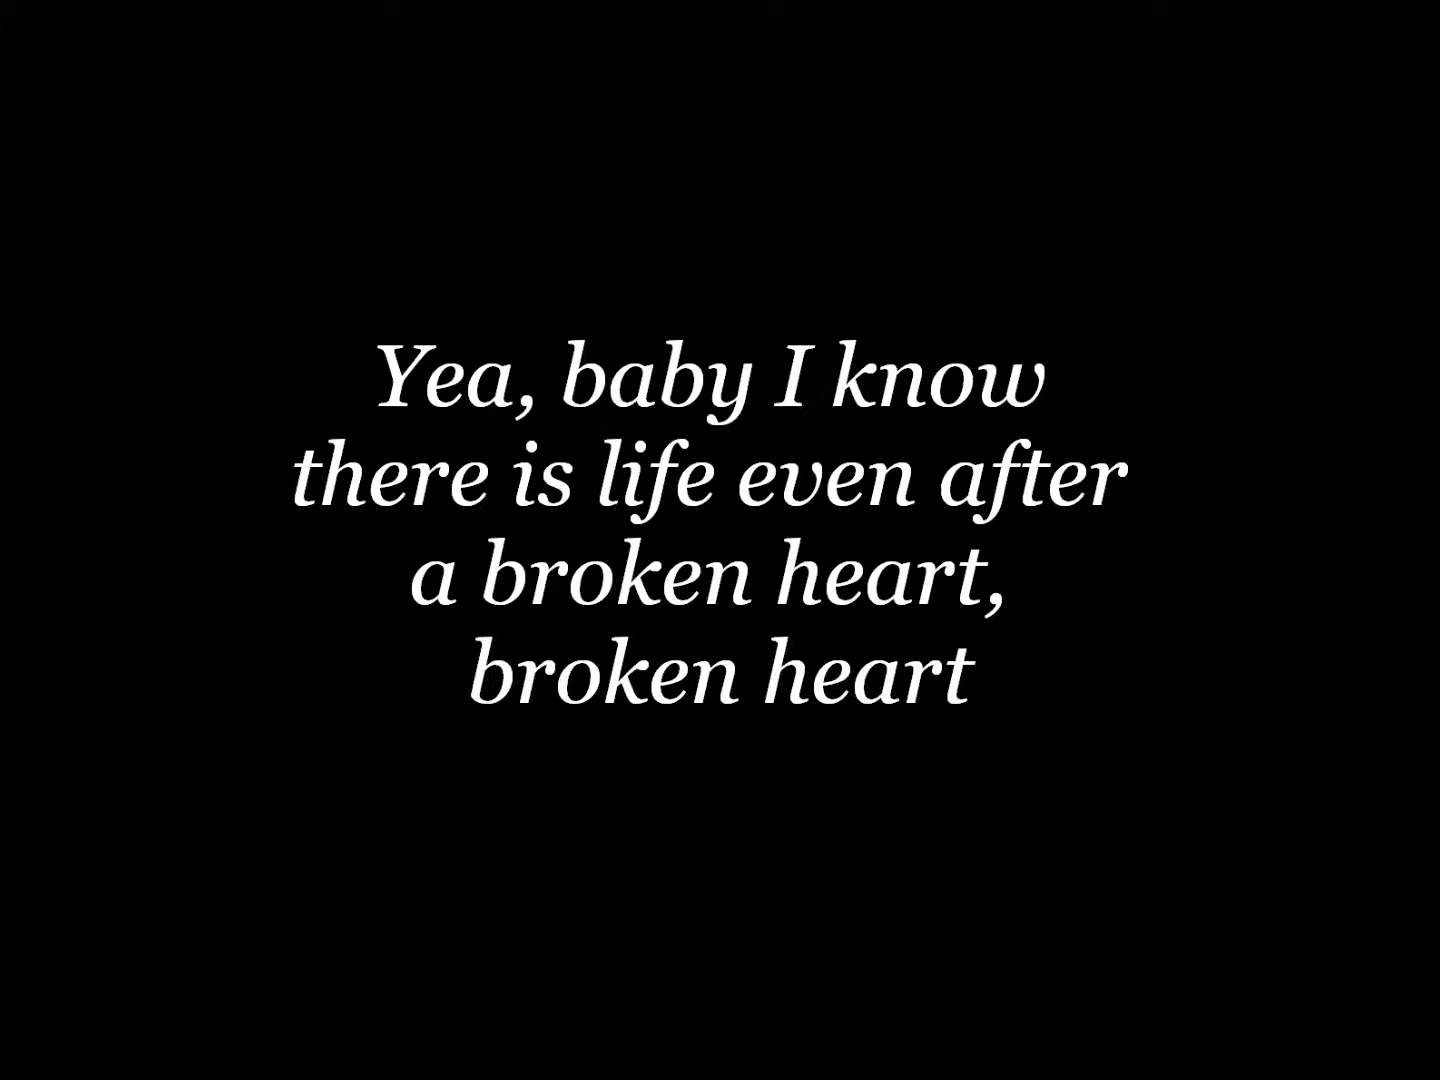 Yea, baby I know
there is life even after
a broken heart,
broken heart